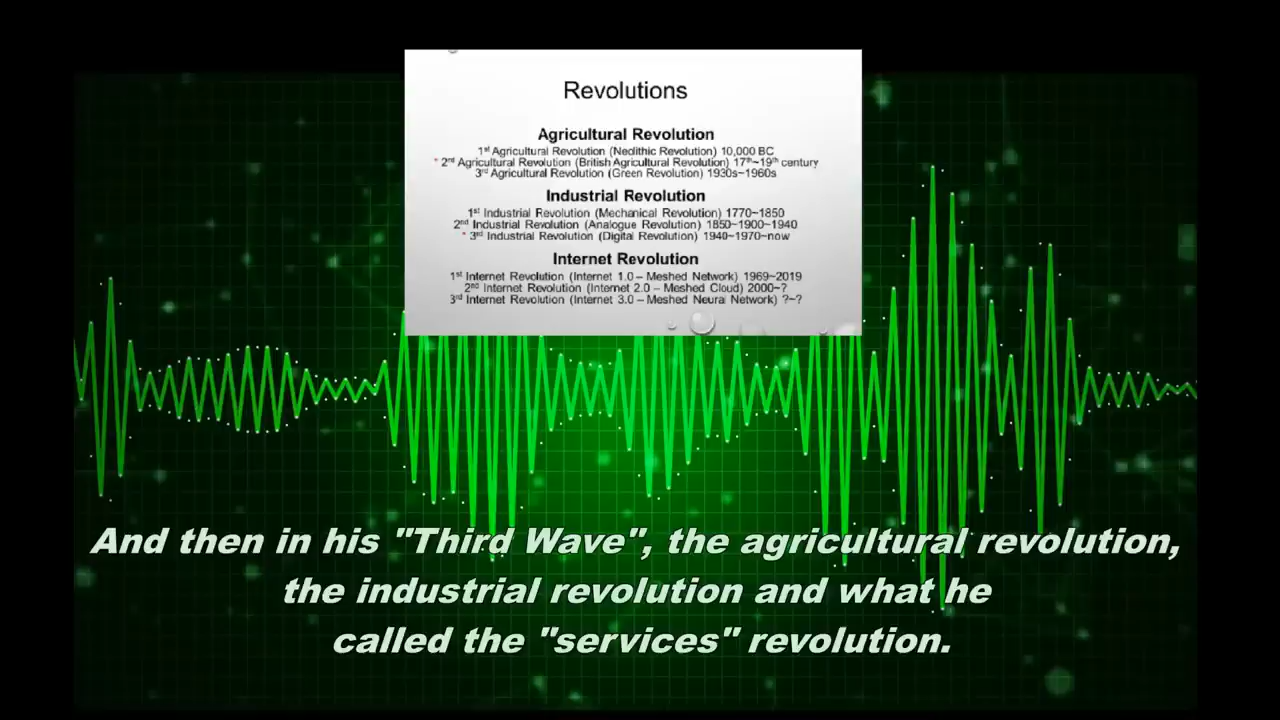 Revolutions
Agricultural Revolution
1st Agricultural Revolution (Neolithic Revolution) 10,000 BC
* 2nd Agricultural Revolution (British Agricultural Revolution) 17th~19th century
3rd Agricultural Revolution (Green Revolution) 1930s~1960s
Industrial Revolution
1st Industrial Revolution (Mechanical Revolution) 1770~1850
2nd Industrial Revolution (Analogue Revolution) 1850~1900~1940
* 3rd Industrial Revolution (Digital Revolution) 1940~1970~now
Internet Revolution
1st Internet Revolution (Internet 1.0 – Meshed Network) 1969~2019
2nd Internet Revolution (Internet 2.0 – Meshed Cloud) 2000~?
3rd Internet Revolution (Internet 3.0 – Meshed Neural Network) ?~?
And then in his "Third Wave", the agricultural revolution,
the industrial revolution and what he
called the "services" revolution.